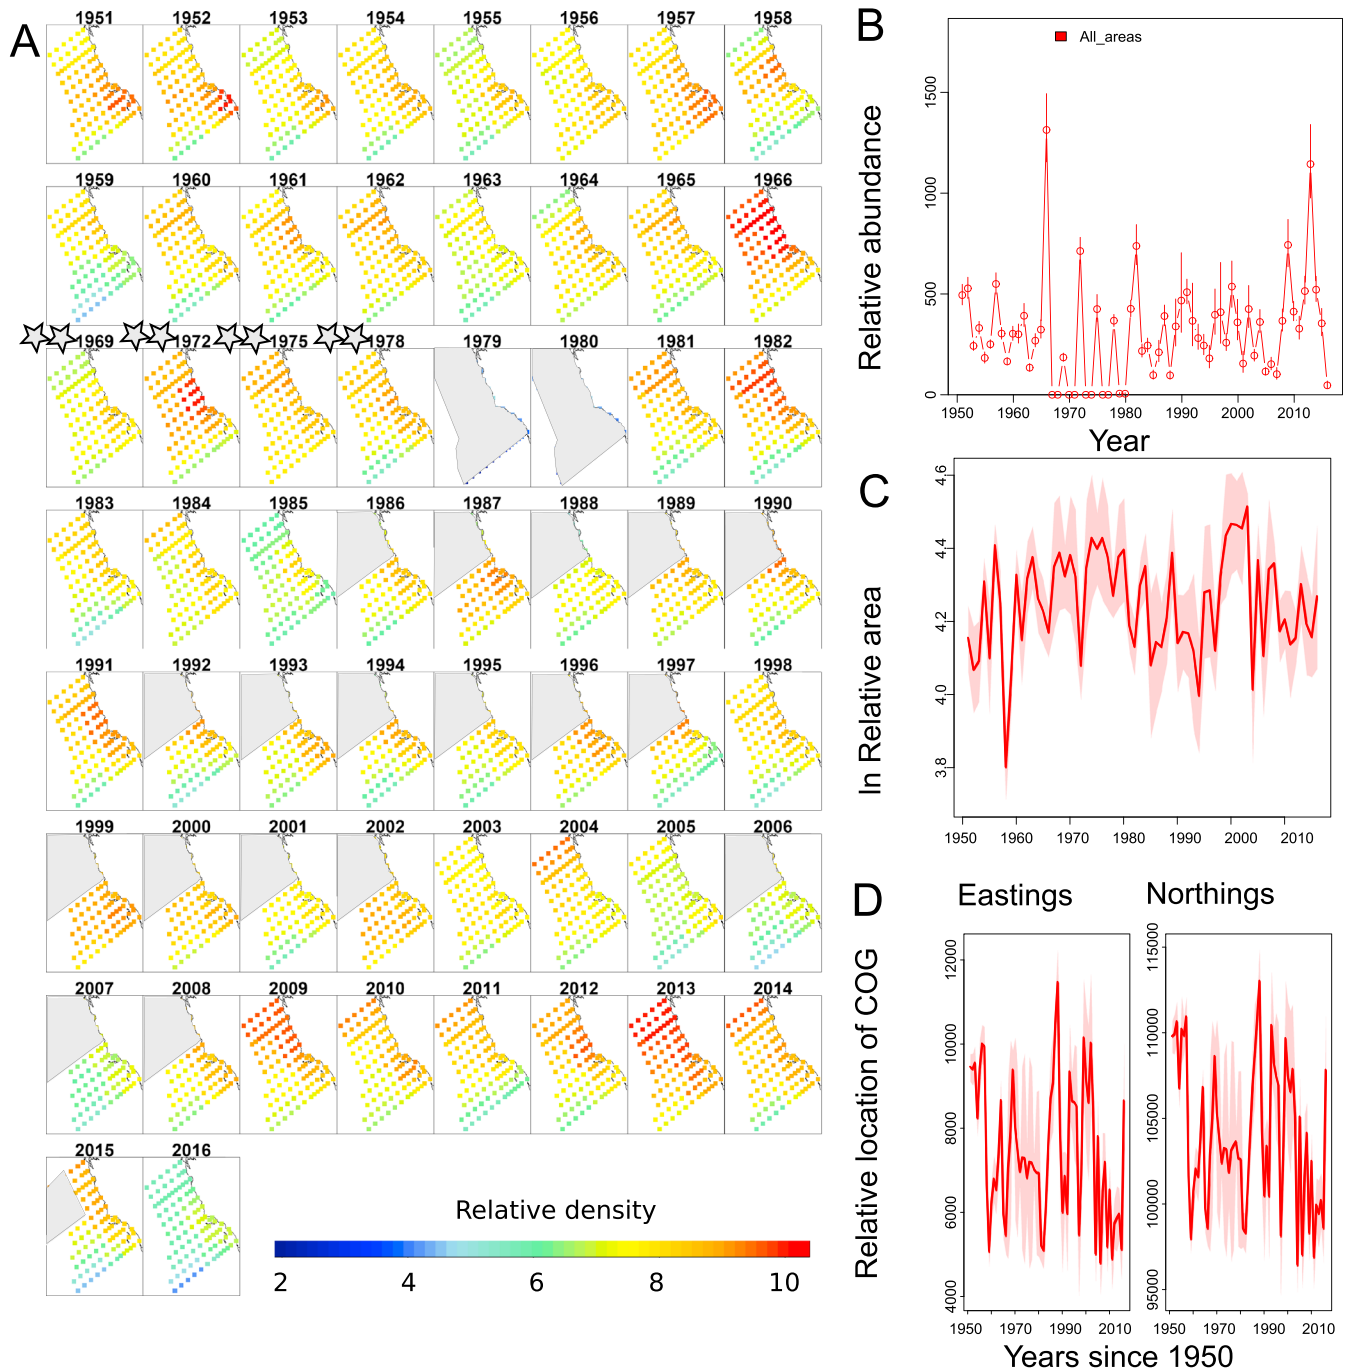 A
1951 1952 1953 1954 1955 1956 1957 1958
1959 1960 1961 1962 1963 1964 1965 1966
1969 1972 1975 1978 1979 1980 1981 1982
1983 1984 1985 1986 1987 1988 1989 1990
1991 1992 1993 1994 1995 1996 1997 1998
1999 2000 2001 2002 2003 2004 2005 2006
2007 2008 2009 2010 2011 2012 2013 2014
2015 2016
Relative density
2 4 6 8 10
B
All_areas
Relative abundance
0 500 1000 1500
1950 1960 1970 1980 1990 2000 2010
Year
C
ln Relative area
3.8 4.0 4.2 4.4 4.6
1950 1960 1970 1980 1990 2000 2010
D
Eastings Northings
Relative location of COG
4000 6000 8000 10000 12000
95000 100000 105000 110000 115000
1950 1970 1990 2010
1950 1970 1990 2010
Years since 1950